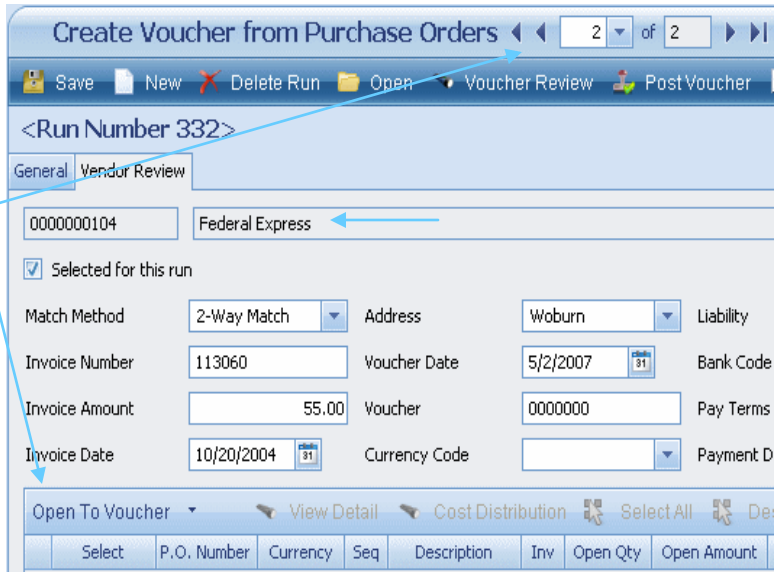 Create Voucher from Purchase Orders 2 of 2
Save New Delete Run Open Voucher Review Post Voucher
<Run Number 332>
General Vendor Review
0000000104 Federal Express
Selected for this run
Match Method 2-Way Match Address Woburn Liability
Invoice Number 113060 Voucher Date 5/2/2007 31 Bank Code
Invoice Amount 55.00 Voucher 0000000 Pay Terms
Invoice Date 10/20/2004 31 Currency Code Payment D
Open To Voucher View Detail Cost Distribution Select All De
Select P.O. Number Currency Seq Description Inv Open Qty Open Amount